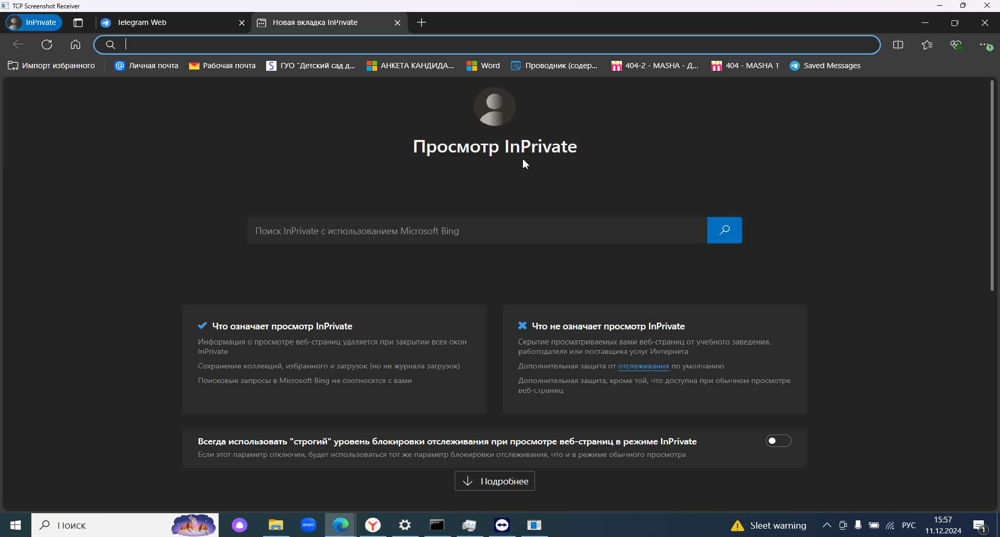 TCP Screenshot Receiver
InPrivate
Telegram Web
Новая вкладка InPrivate
Импорт избранного
Личная почта
Рабочая почта
ГУО "Детский сад д...
АНКЕТА КАНДИДА...
Word
Проводник (содер...
404-2 - MASHA - Д...
404 - MASHA 1
Saved Messages
Просмотр InPrivate
Поиск InPrivate с использованием Microsoft Bing
Что означает просмотр InPrivate
Информация о просмотре веб-страниц удаляется при закрытии всех окон
InPrivate
Сохранение коллекций, избранного и загрузок (но не журнала загрузок)
Поисковые запросы в Microsoft Bing не соотносятся с вами
Что не означает просмотр InPrivate
Скрытие просматриваемых вами веб-страниц от учебного заведения,
работодателя или поставщика услуг Интернета
Дополнительная защита от отслеживания по умолчанию
Дополнительная защита, кроме той, что доступна при обычном просмотре
веб-страниц
Всегда использовать "строгий" уровень блокировки отслеживания при просмотре веб-страниц в режиме InPrivate
Если этот параметр отключен, будет использоваться тот же параметр блокировки отслеживания, что и в режиме обычного просмотра
Подробнее
Поиск
zoom
Sleet warning
РУС
15:57
11.12.2024
1